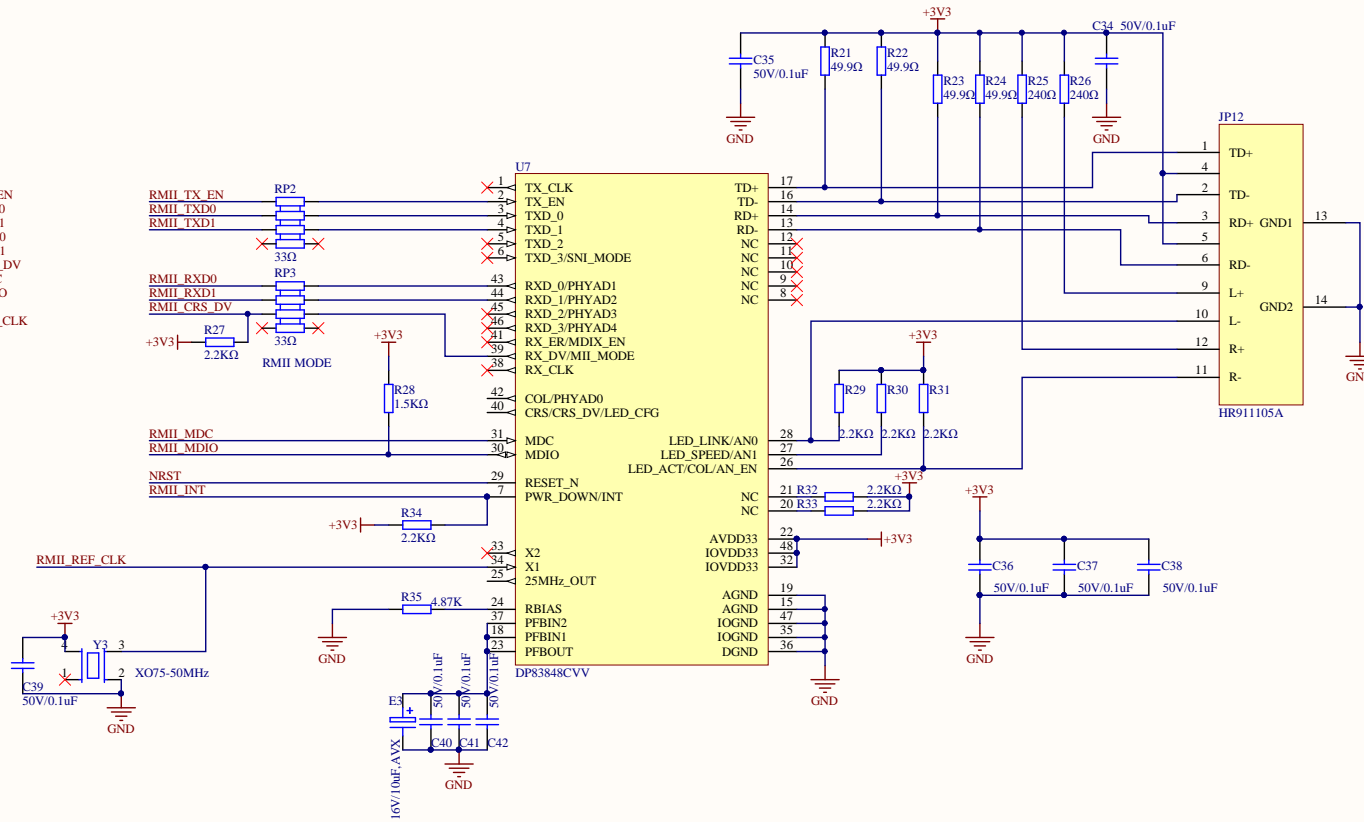 +3V3
C34 50V/0.1uF
C35
50V/0.1uF
R21
49.9Ω
R22
49.9Ω
R23
49.9Ω
R24
49.9Ω
R25
240Ω
R26
240Ω
GND
GND
JP12
1 TD+
4
2 TD-
3 RD+ GND1 13
5
6 RD-
9 L+
GND2 14
10 L-
12 R+
11 R-
HR911105A
GN
EN
0
1
0
1
_DV
C
O
_CLK
RMII_TX_EN
RMII_TXD0
RMII_TXD1
RP2
33Ω
RMII_RXD0
RMII_RXD1
RMII_CRS_DV
RP3
33Ω
R27
+3V3
2.2KΩ
RMII MODE
+3V3
R28
1.5KΩ
RMII_MDC
RMII_MDIO
NRST
RMII_INT
R34
+3V3
2.2KΩ
RMII_REF_CLK
U7
1 TX_CLK
2 TX_EN
3 TXD_0
4 TXD_1
5 TXD_2
6 TXD_3/SNI_MODE
43 RXD_0/PHYAD1
44 RXD_1/PHYAD2
45 RXD_2/PHYAD3
46 RXD_3/PHYAD4
41 RX_ER/MDIX_EN
39 RX_DV/MII_MODE
38 RX_CLK
42 COL/PHYAD0
40 CRS/CRS_DV/LED_CFG
31 MDC
30 MDIO
29 RESET_N
7 PWR_DOWN/INT
33 X2
34 X1
25 25MHz_OUT
24 RBIAS
37 PFBIN2
18 PFBIN1
23 PFBOUT
DP83848CVV
TD+ 17
TD- 16
RD+ 14
RD- 13
NC 12
NC 11
NC 10
NC 9
NC 8
LED_LINK/AN0 28
LED_SPEED/AN1 27
LED_ACT/COL/AN_EN 26
NC 21
NC 20
AVDD33 22
IOVDD33 48
IOVDD33 32
AGND 19
AGND 15
IOGND 47
IOGND 35
DGND 36
GND
+3V3
R29
2.2KΩ
R30
2.2KΩ
R31
2.2KΩ
+3V3
R32 2.2KΩ
R33 2.2KΩ
+3V3
+3V3
C36
50V/0.1uF
C37
50V/0.1uF
C38
50V/0.1uF
GND
R35 4.87K
GND
+3V3
4 Y3 3
1 2
XO75-50MHz
C39
50V/0.1uF
GND
E3
+
16V/10uF,AVX
50V/0.1uF
50V/0.1uF
50V/0.1uF
C40 C41 C42
GND